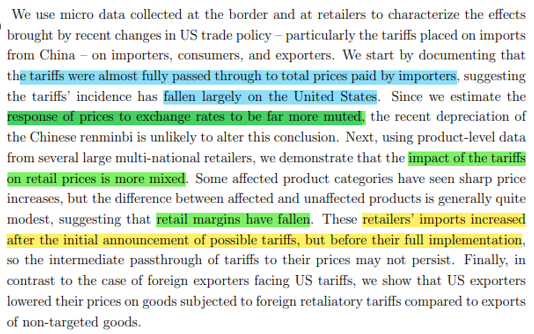 We use micro data collected at the border and at retailers to characterize the effects
brought by recent changes in US trade policy – particularly the tariffs placed on imports
from China – on importers, consumers, and exporters. We start by documenting that
the tariffs were almost fully passed through to total prices paid by importers, suggesting
the tariffs' incidence has fallen largely on the United States. Since we estimate the
response of prices to exchange rates to be far more muted, the recent depreciation of
the Chinese renminbi is unlikely to alter this conclusion. Next, using product-level data
from several large multi-national retailers, we demonstrate that the impact of the tariffs
on retail prices is more mixed. Some affected product categories have seen sharp price
increases, but the difference between affected and unaffected products is generally quite
modest, suggesting that retail margins have fallen. These retailers' imports increased
after the initial announcement of possible tariffs, but before their full implementation,
so the intermediate passthrough of tariffs to their prices may not persist. Finally, in
contrast to the case of foreign exporters facing US tariffs, we show that US exporters
lowered their prices on goods subjected to foreign retaliatory tariffs compared to exports
of non-targeted goods.